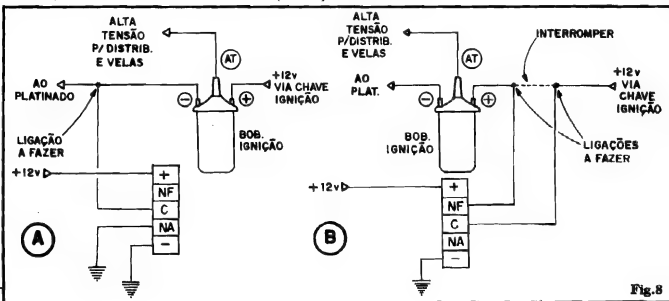 ALTA
TENSÃO
P/ DISTRIB.
E VELAS
AT
+12v
VIA CHAVE
IGNIÇÃO
AO
PLATINADO
⊖
⊕
LIGAÇÃO
A FAZER
BOB.
IGNIÇÃO
+12v
+
NF
C
NA
−
A
ALTA
TENSÃO
P/DISTRIB.
E VELAS
AT
INTERROMPER
+12v
VIA CHAVE
IGNIÇÃO
AO
PLAT.
⊖
⊕
BOB.
IGNIÇÃO
LIGAÇÕES
A FAZER
+12v
+
NF
C
NA
−
B
Fig.8